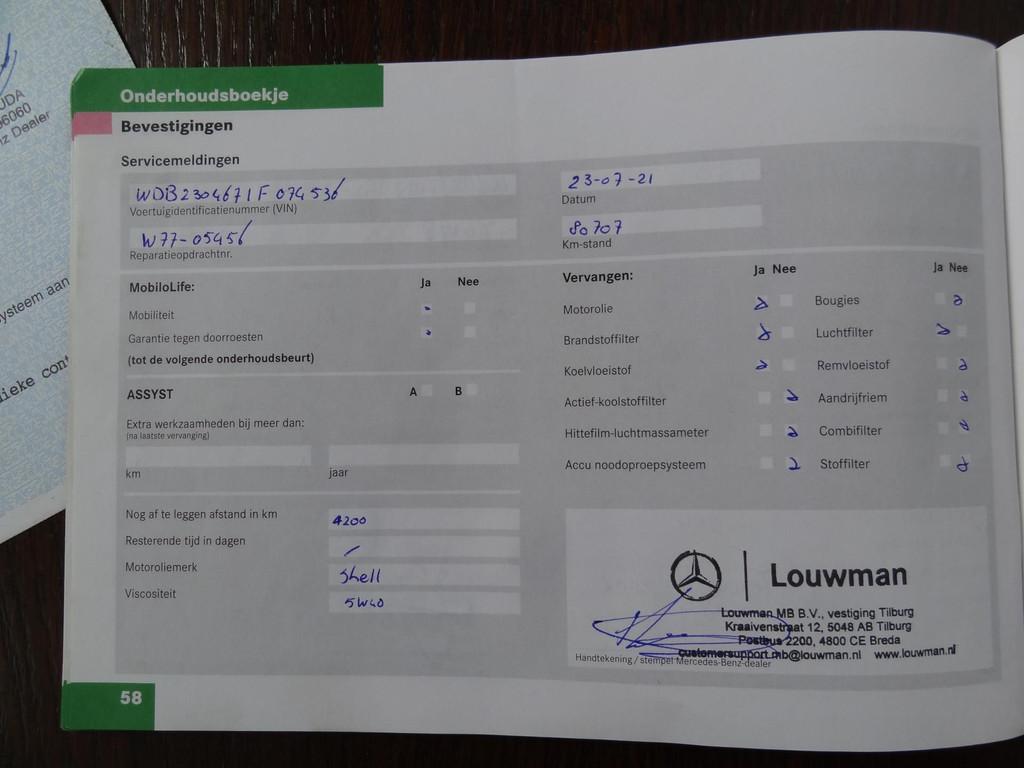 UDA
96060
nz Dealer
systeem aan
lieke con
Onderhoudsboekje
Bevestigingen
Servicemeldingen
WDB2304671F074536
Voertuigidentificatienummer (VIN)
23-07-21
Datum
W77-05456
Reparatieopdrachtnr.
80707
Km-stand
MobiloLife: Ja Nee
Mobiliteit
Garantie tegen doorroesten
(tot de volgende onderhoudsbeurt)
ASSYST A B
Extra werkzaamheden bij meer dan:
(na laatste vervanging)
km jaar
Nog af te leggen afstand in km 4200
Resterende tijd in dagen /
Motoroliemerk Shell
Viscositeit 5W40
Vervangen: Ja Nee Ja Nee
Motorolie Bougies
Brandstoffilter Luchtfilter
Koelvloeistof Remvloeistof
Actief-koolstoffilter Aandrijfriem
Hittefilm-luchtmassameter Combifilter
Accu noodoproepsysteem Stoffilter
Louwman
Louwman MB B.V., vestiging Tilburg
Kraaivenstraat 12, 5048 AB Tilburg
Postbus 2200, 4800 CE Breda
customersupport.mb@louwman.nl www.louwman.nl
Handtekening / stempel Mercedes-Benz-dealer
58